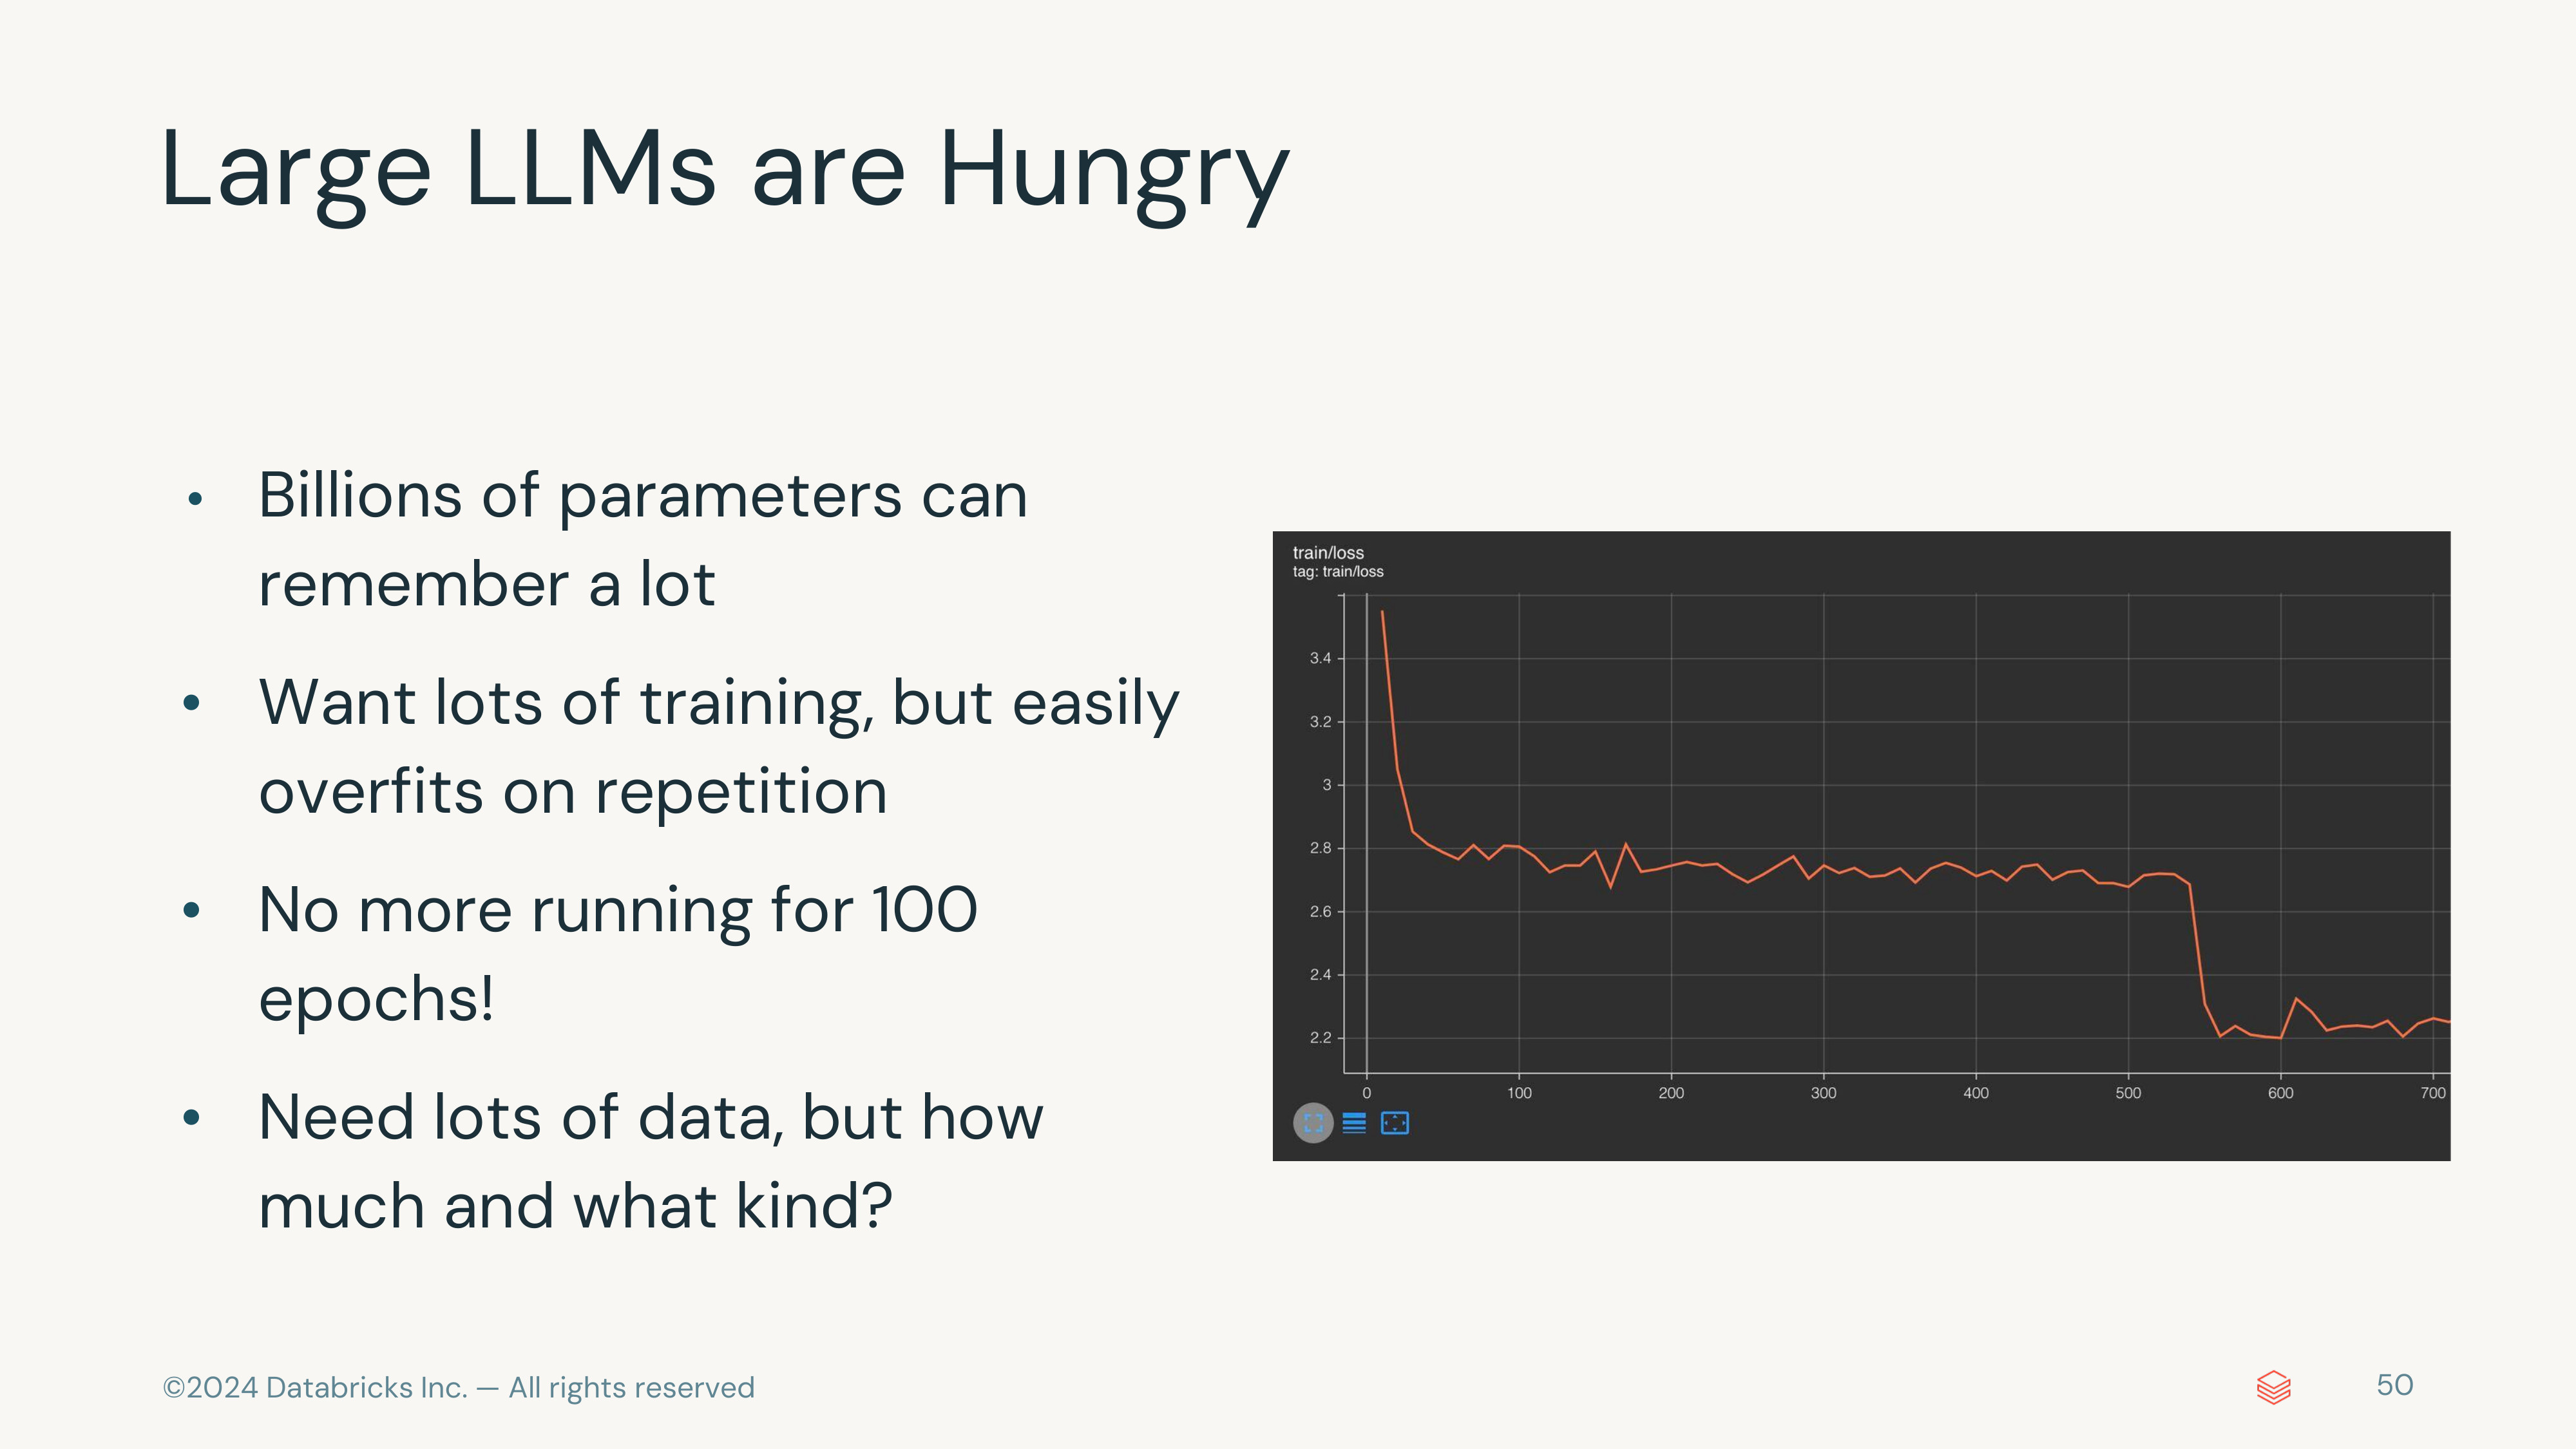 Large LLMs are Hungry
• Billions of parameters can
remember a lot
• Want lots of training, but easily
overfits on repetition
• No more running for 100
epochs!
• Need lots of data, but how
much and what kind?
train/loss
tag: train/loss
3.4
3.2
3
2.8
2.6
2.4
2.2
0 100 200 300 400 500 600 700
©2024 Databricks Inc. — All rights reserved
50